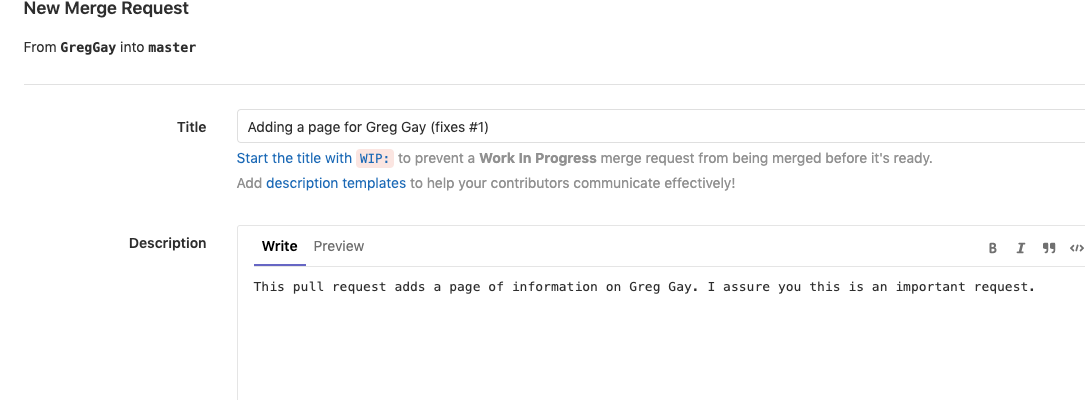 New Merge Request
From GregGay into master
Title
Adding a page for Greg Gay (fixes #1)
Start the title with WIP: to prevent a Work In Progress merge request from being merged before it's ready.
Add description templates to help your contributors communicate effectively!
Description
Write Preview
B I
This pull request adds a page of information on Greg Gay. I assure you this is an important request.